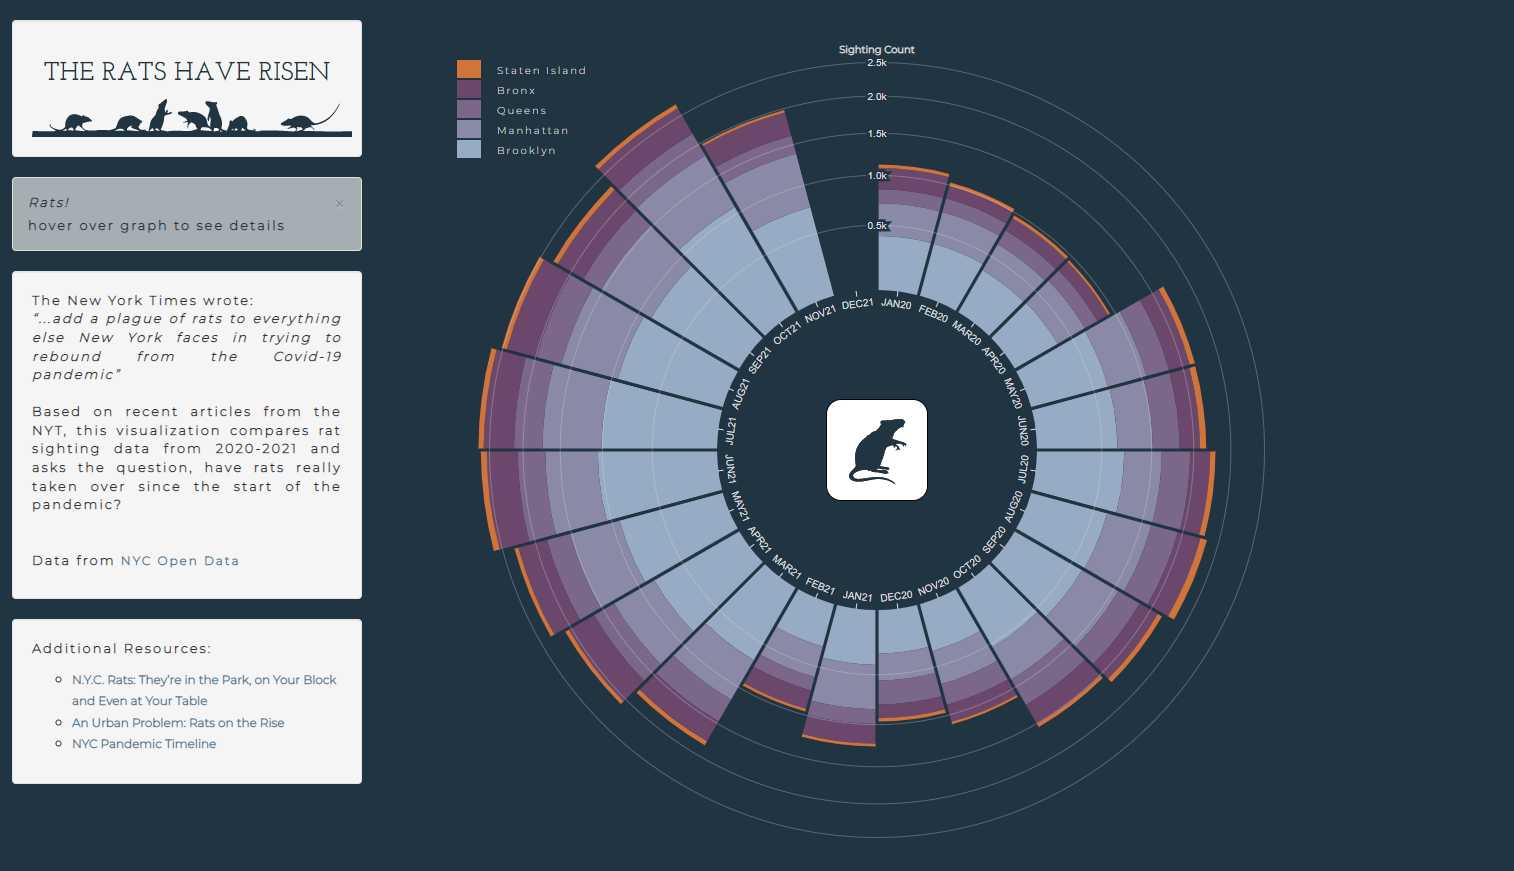 THE RATS HAVE RISEN
Rats!
×
hover over graph to see details
The New York Times wrote:
“...add a plague of rats to everything
else New York faces in trying to
rebound from the Covid-19
pandemic”
Based on recent articles from the
NYT, this visualization compares rat
sighting data from 2020-2021 and
asks the question, have rats really
taken over since the start of the
pandemic?
Data from NYC Open Data
Additional Resources:
N.Y.C. Rats: They’re in the Park, on Your Block
and Even at Your Table
An Urban Problem: Rats on the Rise
NYC Pandemic Timeline
Staten Island
Bronx
Queens
Manhattan
Brooklyn
Sighting Count
2.5k
2.0k
1.5k
1.0k
0.5k
JAN20
FEB20
MAR20
APR20
MAY20
JUN20
JUL20
AUG20
SEP20
OCT20
NOV20
DEC20
JAN21
FEB21
MAR21
APR21
MAY21
JUN21
JUL21
AUG21
SEP21
OCT21
NOV21
DEC21